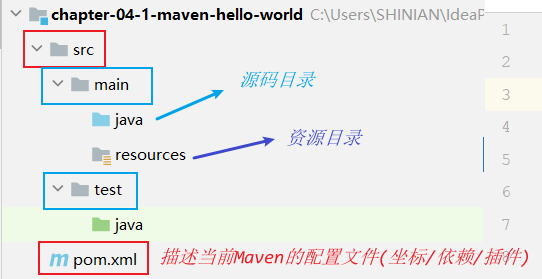 chapter-04-1-maven-hello-world C:\Users\SHINIAN\IdeaP
1
src
2
main
源码目录
3
java
4
资源目录
resources
5
test
6
java
7
pom.xml
描述当前Maven的配置文件(坐标/依赖/插件)